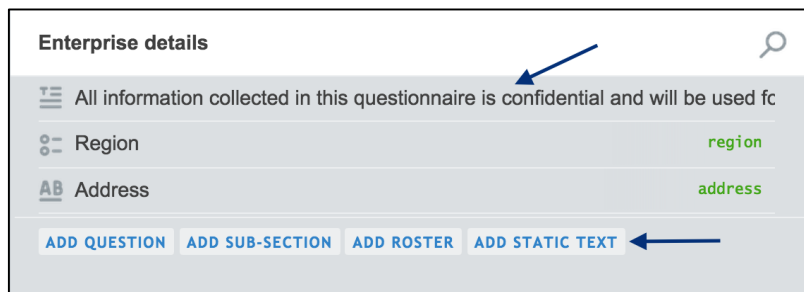 Enterprise details
All information collected in this questionnaire is confidential and will be used fo
Region region
AB Address address
ADD QUESTION ADD SUB-SECTION ADD ROSTER ADD STATIC TEXT